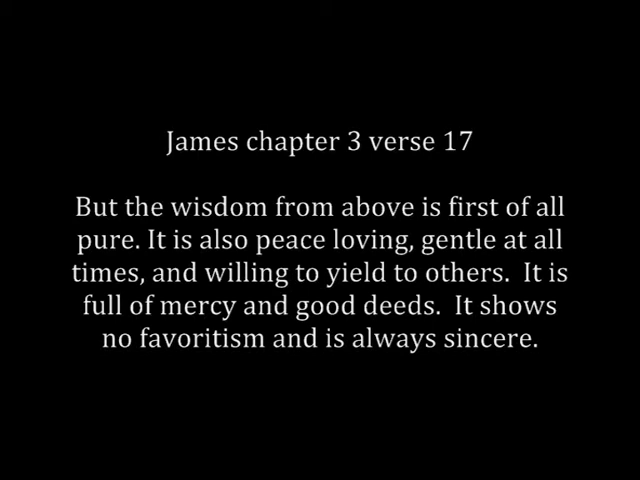 James chapter 3 verse 17
But the wisdom from above is first of all
pure. It is also peace loving, gentle at all
times, and willing to yield to others.  It is
full of mercy and good deeds.  It shows
no favoritism and is always sincere.